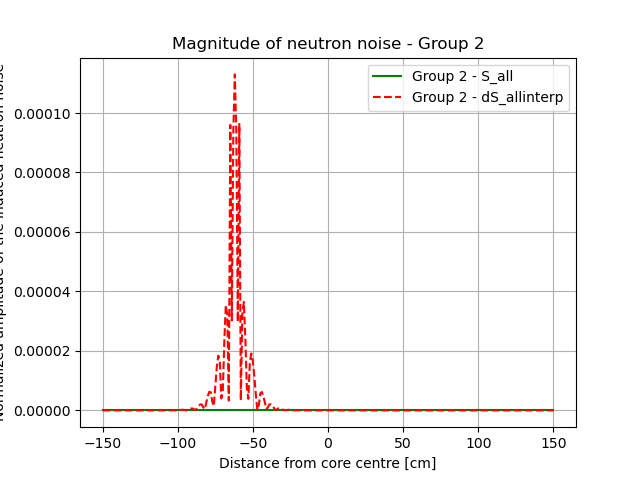 Magnitude of neutron noise - Group 2
Group 2 - S_all
Group 2 - dS_allinterp
Normalized amplitude of the induced neutron noise
0.00010
0.00008
0.00006
0.00004
0.00002
0.00000
−150
−100
−50
0
50
100
150
Distance from core centre [cm]